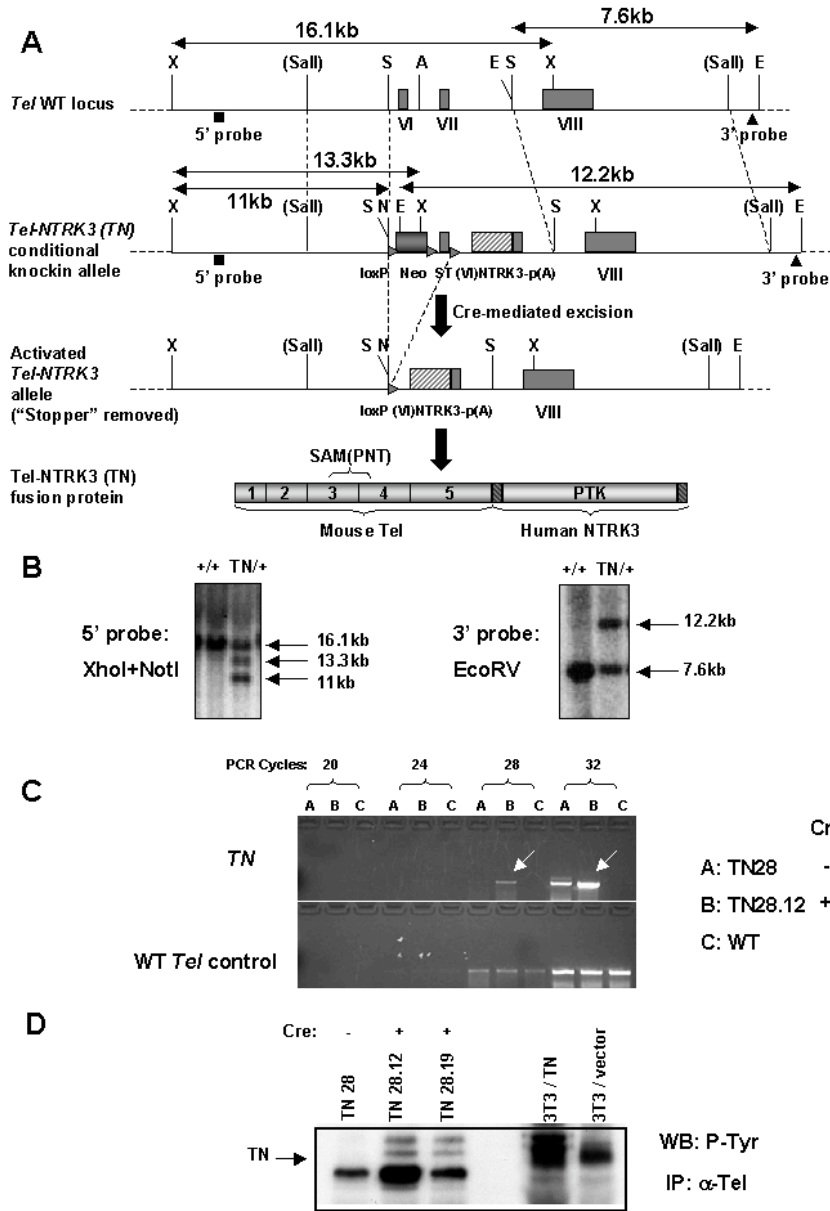 A
16.1kb
7.6kb
X (SalI) S A E S X (SalI) E
Tel WT locus
VI VII VIII
5' probe
3' probe
13.3kb
12.2kb
11kb
X (SalI) S N E X S X (SalI) E
Tel-NTRK3 (TN)
conditional
knockin allele
loxP Neo ST (VI)NTRK3-p(A) VIII
5' probe
3' probe
Cre-mediated excision
Activated
Tel-NTRK3
allele
("Stopper" removed)
X (SalI) S N S X (SalI) E
loxP (VI)NTRK3-p(A) VIII
SAM(PNT)
Tel-NTRK3 (TN)
fusion protein
1 2 3 4 5 PTK
Mouse Tel Human NTRK3
B
+/+ TN/+
5' probe:
XhoI+NotI
16.1kb
13.3kb
11kb
+/+ TN/+
3' probe:
EcoRV
12.2kb
7.6kb
C
PCR Cycles: 20 24 28 32
A B C A B C A B C A B C
TN
WT Tel control
Cr
A: TN28 -
B: TN28.12 +
C: WT
D
Cre: - + +
TN 28
TN 28.12
TN 28.19
3T3 / TN
3T3 / vector
TN
WB: P-Tyr
IP: α-Tel